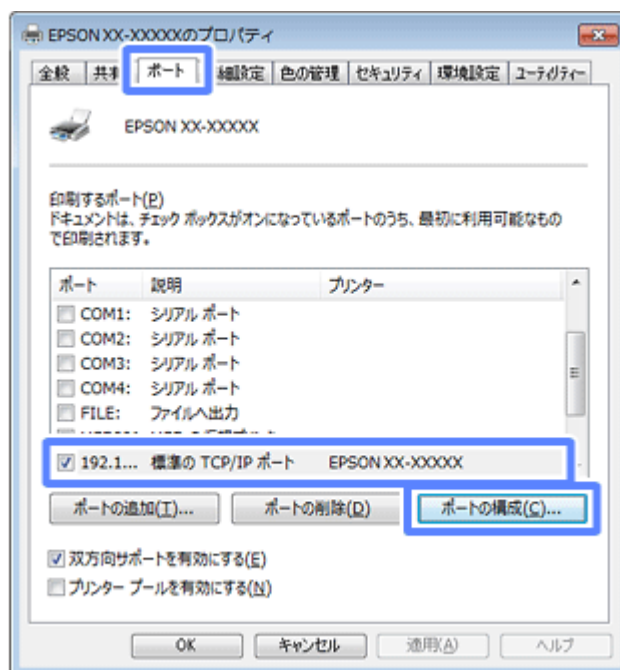 EPSON XX-XXXXXのプロパティ
全般 共有 ポート 詳細設定 色の管理 セキュリティ 環境設定 ユーティリティー
EPSON XX-XXXXX
印刷するポート(P)
ドキュメントは、チェック ボックスがオンになっているポートのうち、最初に利用可能なもの
で印刷されます。
ポート 説明 プリンター
COM1: シリアル ポート
COM2: シリアル ポート
COM3: シリアル ポート
COM4: シリアル ポート
FILE: ファイルへ出力
192.1... 標準の TCP/IP ポート EPSON XX-XXXXX
ポートの追加(T)... ポートの削除(D) ポートの構成(C)...
双方向サポートを有効にする(E)
プリンター プールを有効にする(N)
OK キャンセル 適用(A) ヘルプ